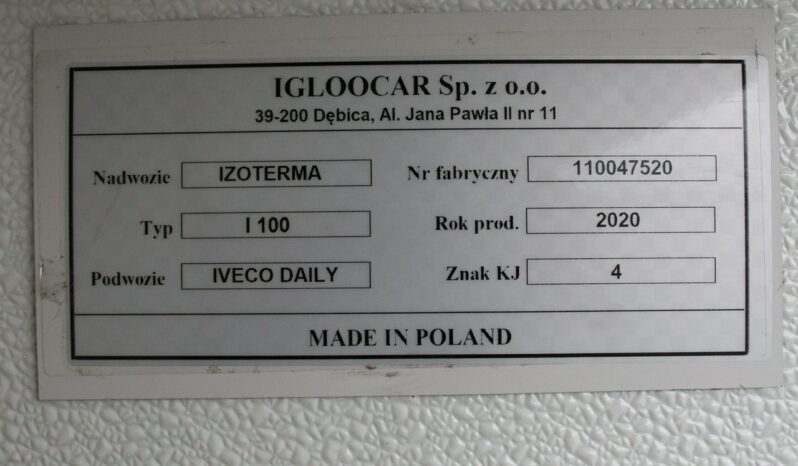 IGLOOCAR Sp. z o.o.
39-200 Dębica, Al. Jana Pawła II nr 11
Nadwozie IZOTERMA Nr fabryczny 110047520
Typ I 100 Rok prod. 2020
Podwozie IVECO DAILY Znak KJ 4
MADE IN POLAND